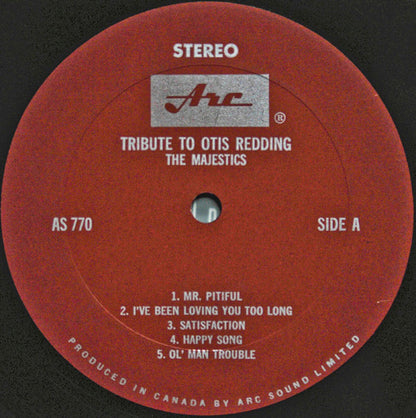 STEREO
Arc
®
TRIBUTE TO OTIS REDDING
THE MAJESTICS
AS 770
SIDE A
1. MR. PITIFUL
2. I'VE BEEN LOVING YOU TOO LONG
3. SATISFACTION
4. HAPPY SONG
5. OL' MAN TROUBLE
PRODUCED IN CANADA BY ARC SOUND LIMITED